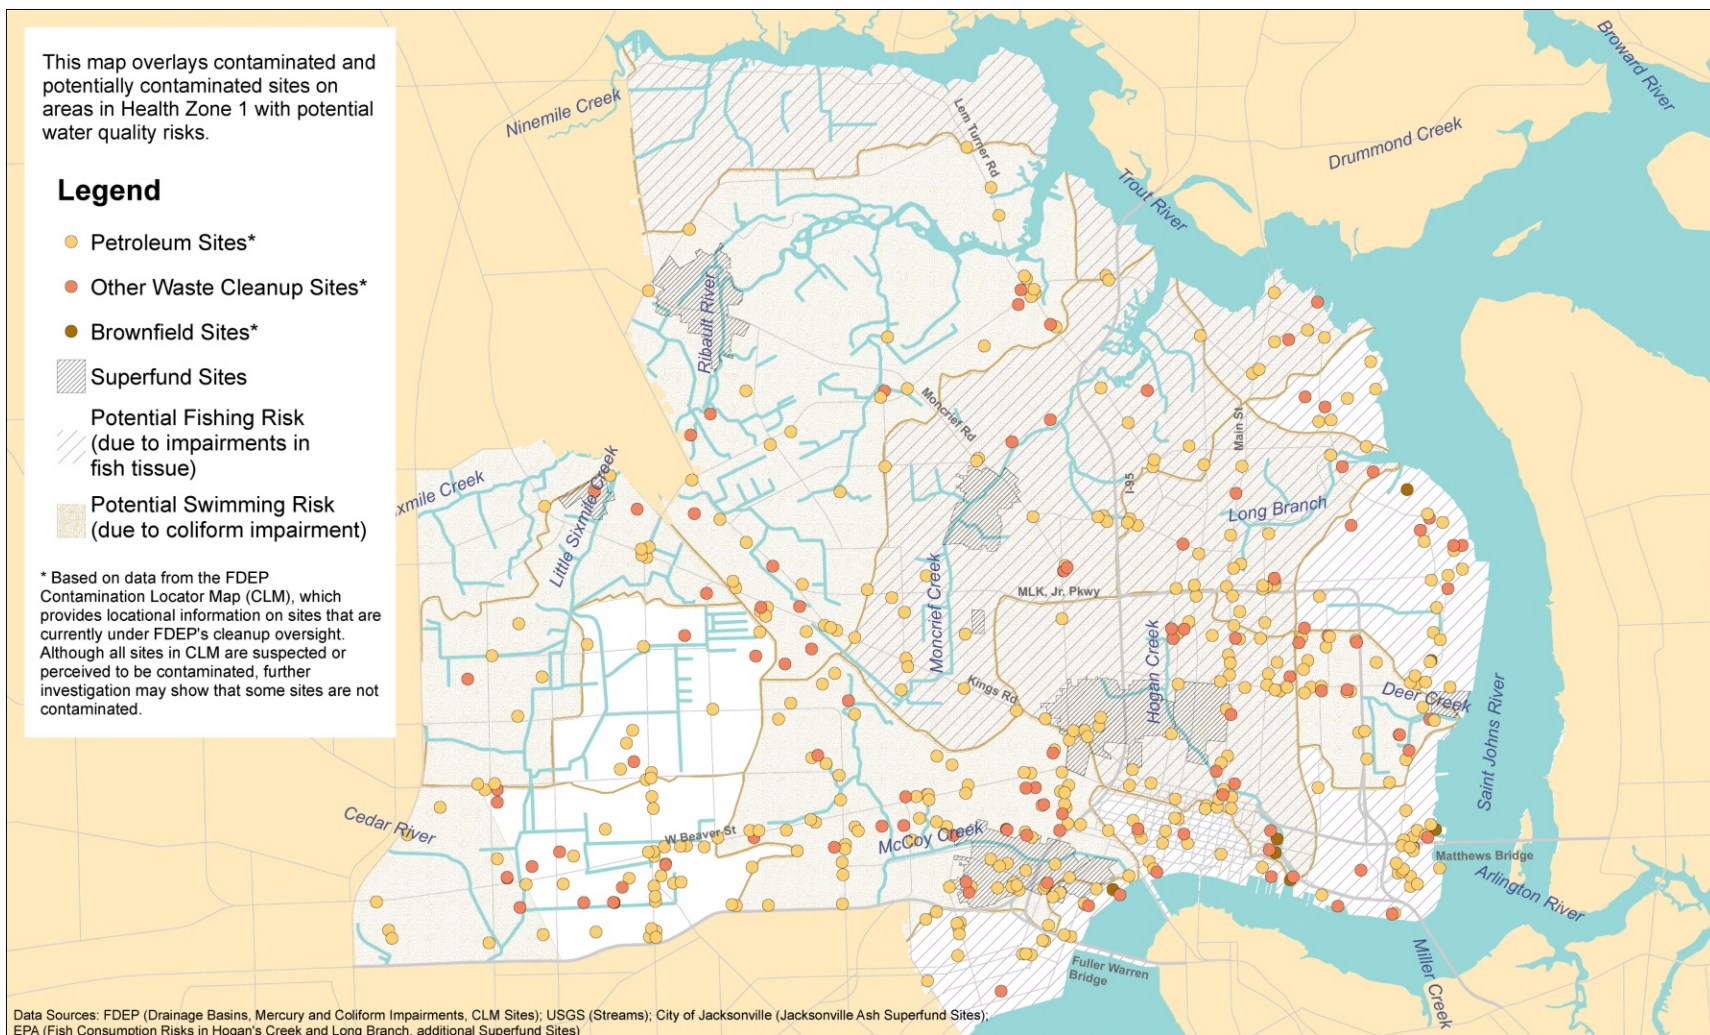 This map overlays contaminated and
potentially contaminated sites on
areas in Health Zone 1 with potential
water quality risks.
Legend
Petroleum Sites*
Other Waste Cleanup Sites*
Brownfield Sites*
Superfund Sites
Potential Fishing Risk
(due to impairments in
fish tissue)
Potential Swimming Risk
(due to coliform impairment)
* Based on data from the FDEP
Contamination Locator Map (CLM), which
provides locational information on sites that are
currently under FDEP's cleanup oversight.
Although all sites in CLM are suspected or
perceived to be contaminated, further
investigation may show that some sites are not
contaminated.
Ninemile Creek
Lem Turner Rd
Broward River
Drummond Creek
Trout River
Ribault River
Moncrief Rd
Main St
I-95
Long Branch
xmile Creek
Little Sixmile Creek
Moncrief Creek
MLK, Jr. Pkwy
Hogan Creek
Kings Rd
Deer Creek
Saint Johns River
Cedar River
W Beaver St
McCoy Creek
Matthews Bridge
Arlington River
Fuller Warren
Bridge
Miller Creek
Data Sources: FDEP (Drainage Basins, Mercury and Coliform Impairments, CLM Sites); USGS (Streams); City of Jacksonville (Jacksonville Ash Superfund Sites);
EPA (Fish Consumption Risks in Hogan's Creek and Long Branch, additional Superfund Sites)